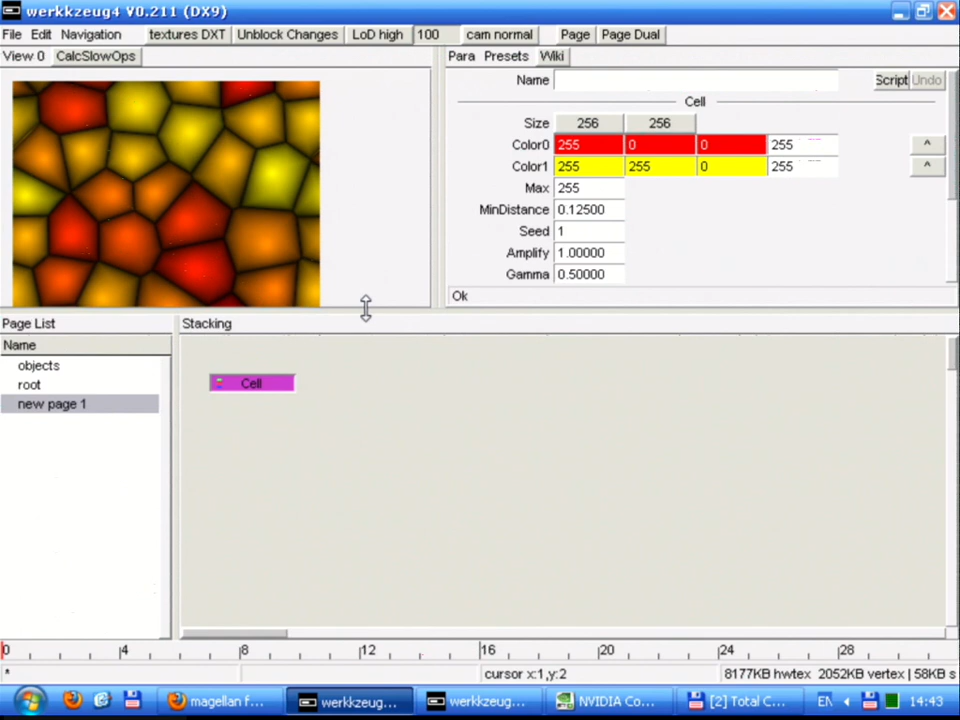 werkkzeug4 V0.211 (DX9)
File Edit Navigation textures DXT Unblock Changes LoD high 100 cam normal Page Page Dual
View 0 CalcSlowOps
Para Presets Wiki
Name Script Undo
Cell
Size 256 256
Color0 255 0 0 255 ^
Color1 255 255 0 255 ^
Max 255
MinDistance 0.12500
Seed 1
Amplify 1.00000
Gamma 0.50000
Ok
Page List
Stacking
Name
objects
root
new page 1
Cell
0 4 8 12 16 20 24 28
* cursor x:1,y:2 8177KB hwtex 2052KB vertex | 58KB s
magellan f... werkkzeug... werkkzeug... NVIDIA Co... [2] Total C... EN 14:43